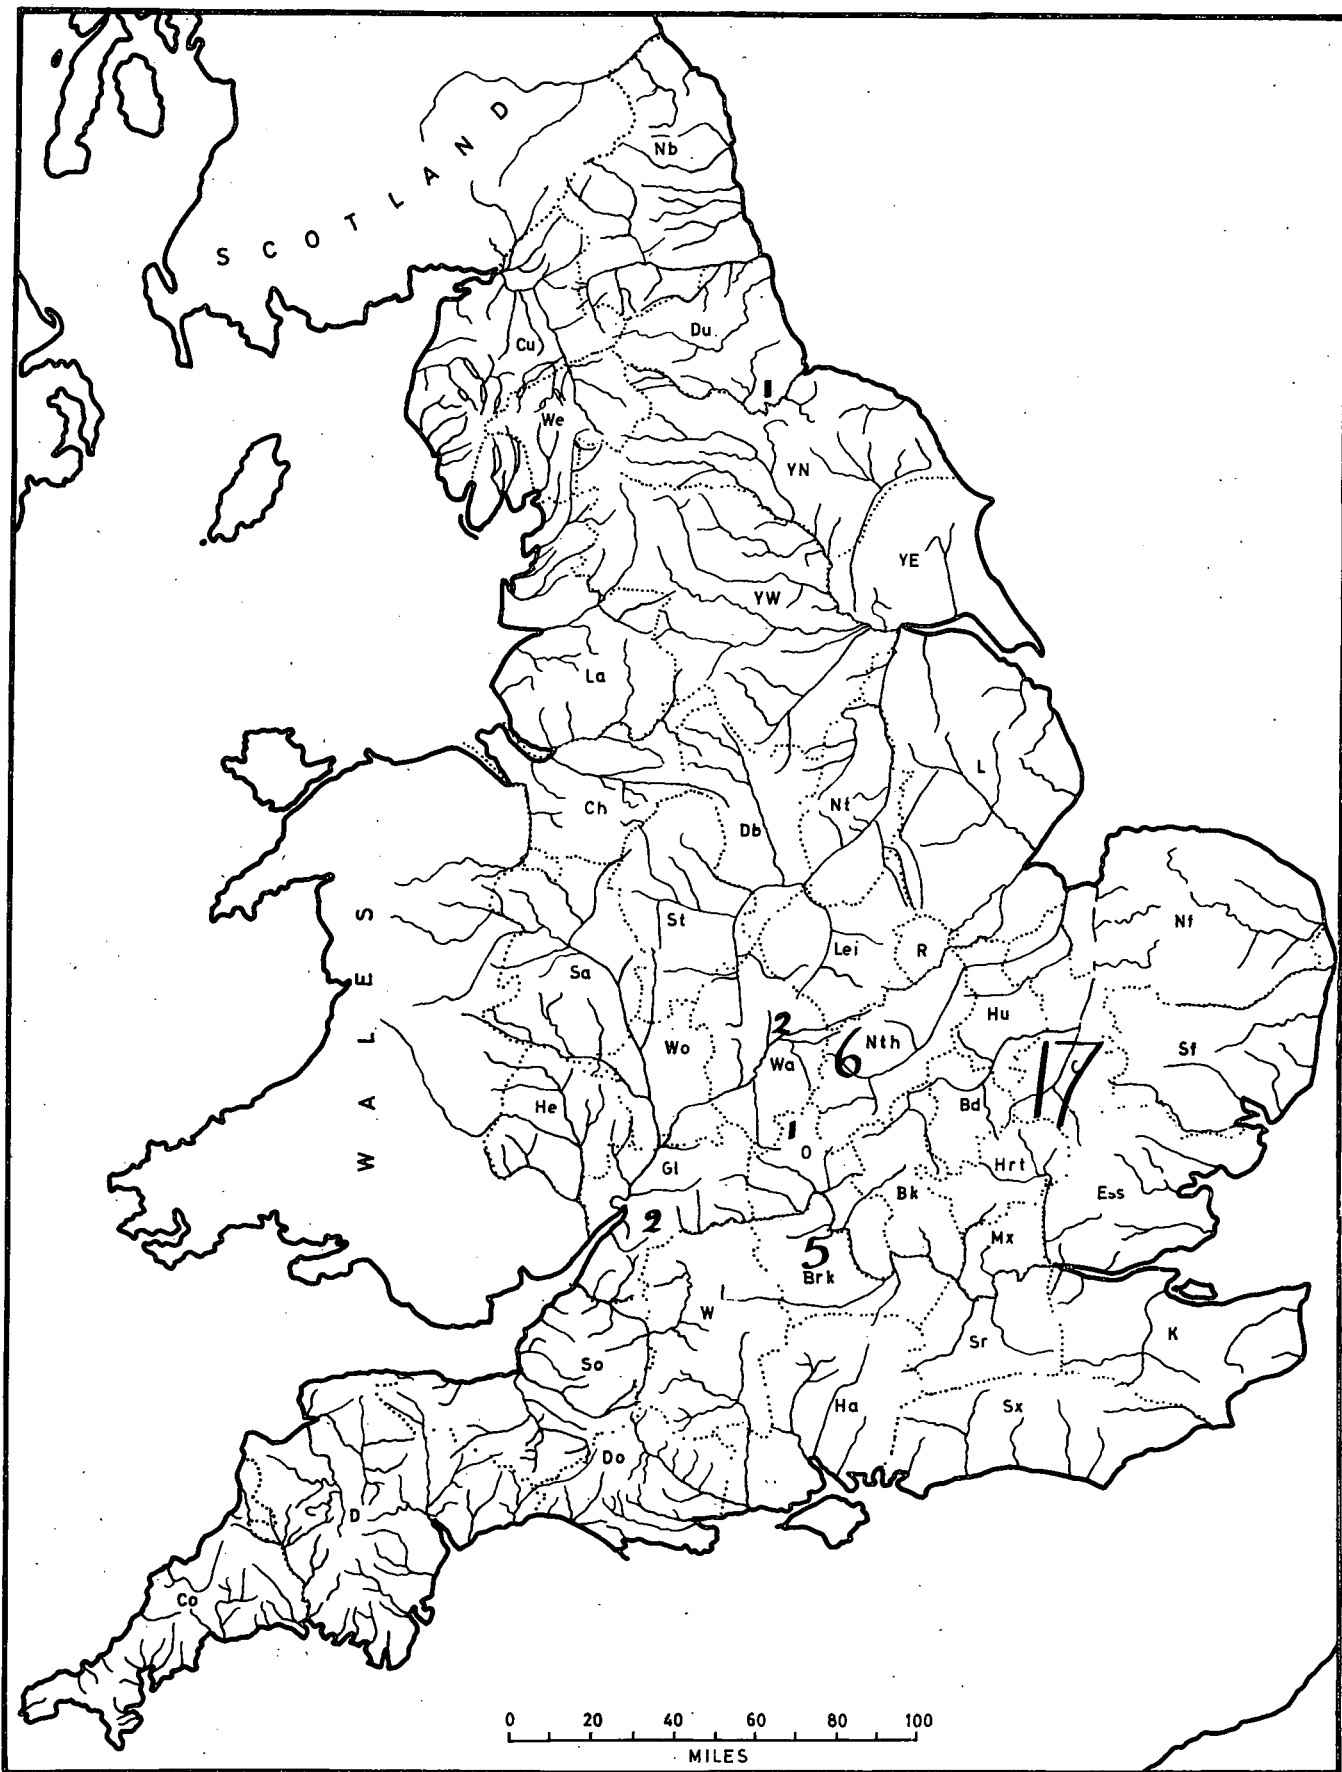 SCOTLAND
Nb
Cu
Du
1
We
YN
YE
YW
La
L
Ch
Nt
Db
WALES
St
Nf
Lei
R
Sa
2
Hu
Wo
6
Nth
17
C
Sf
Wa
He
Bd
1
O
Gl
Hrt
Bk
Ess
2
Mx
5
Brk
W
Sr
K
So
Ha
Sx
Do
D
Co
0 20 40 60 80 100
MILES